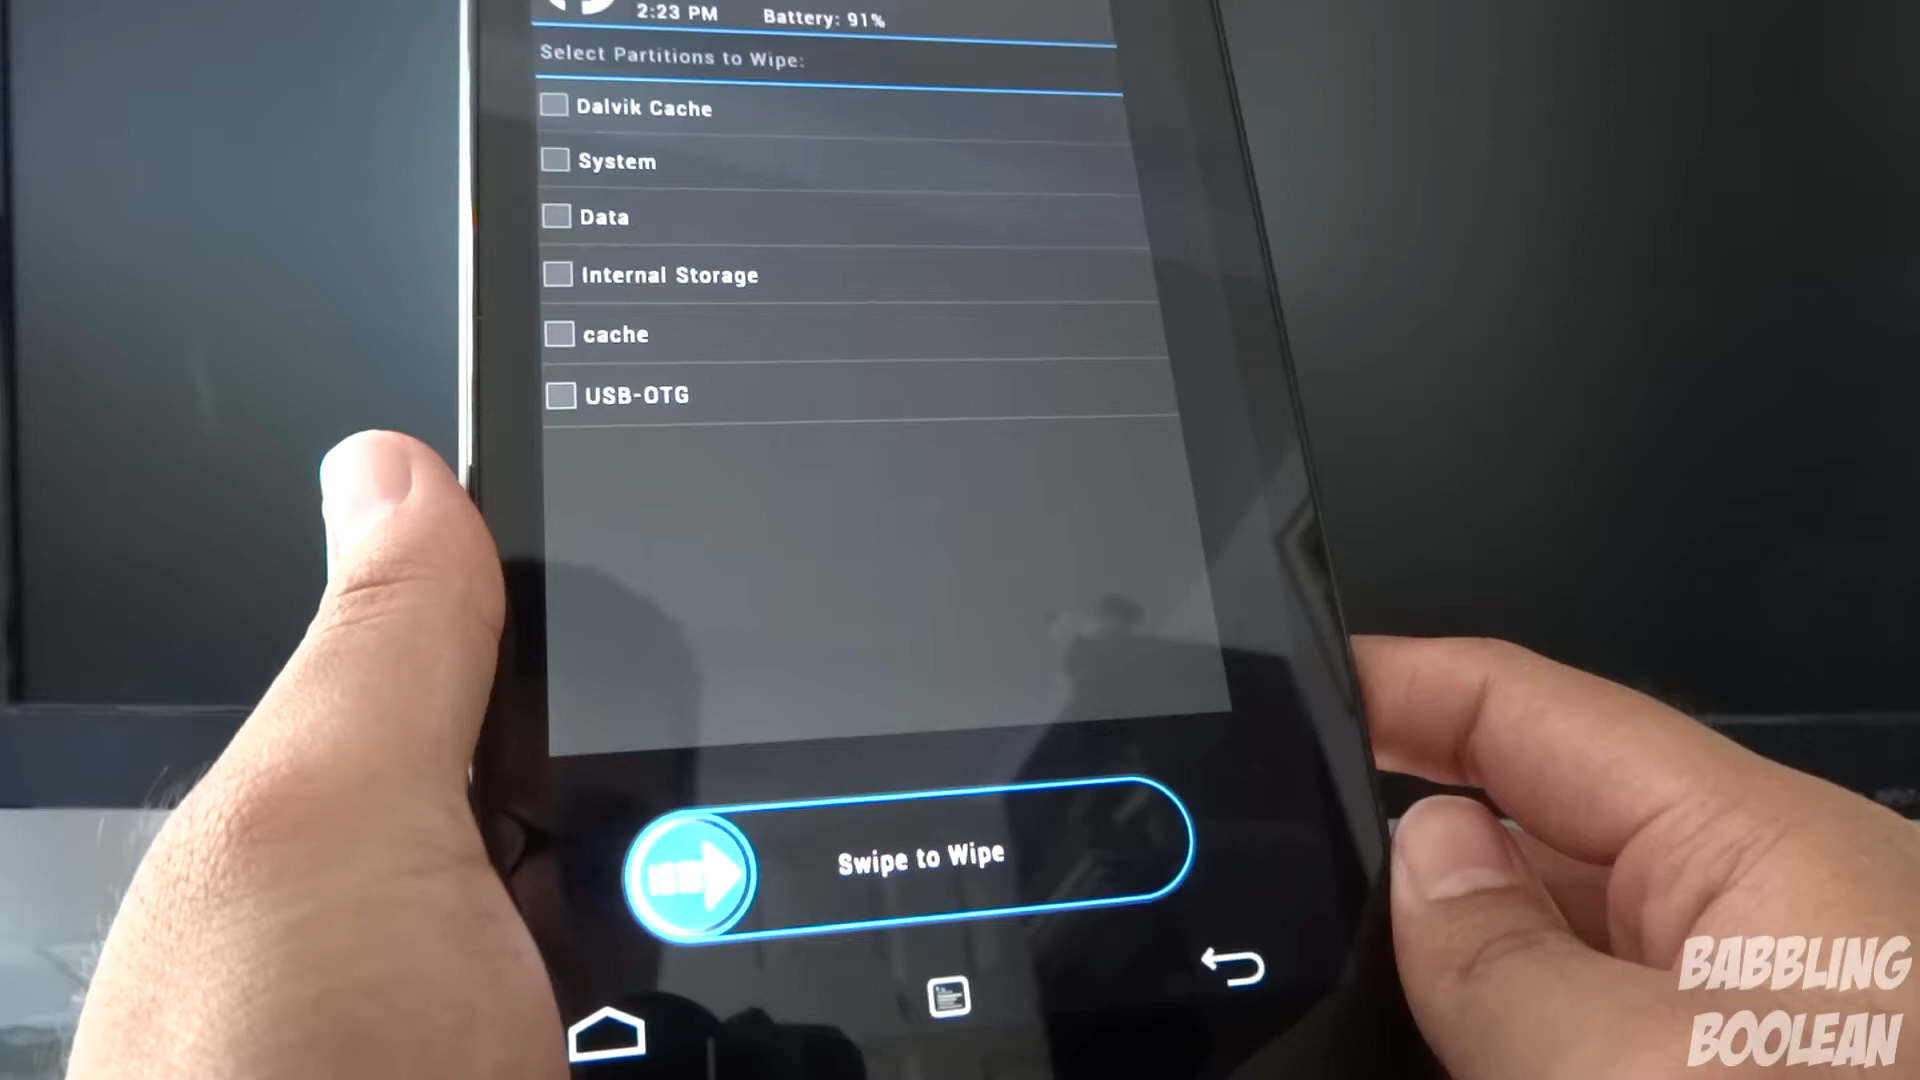 2:23 PM Battery: 91%
Select Partitions to Wipe:
Dalvik Cache
System
Data
Internal Storage
cache
USB-OTG
Swipe to Wipe
BABBLING
BOOLEAN